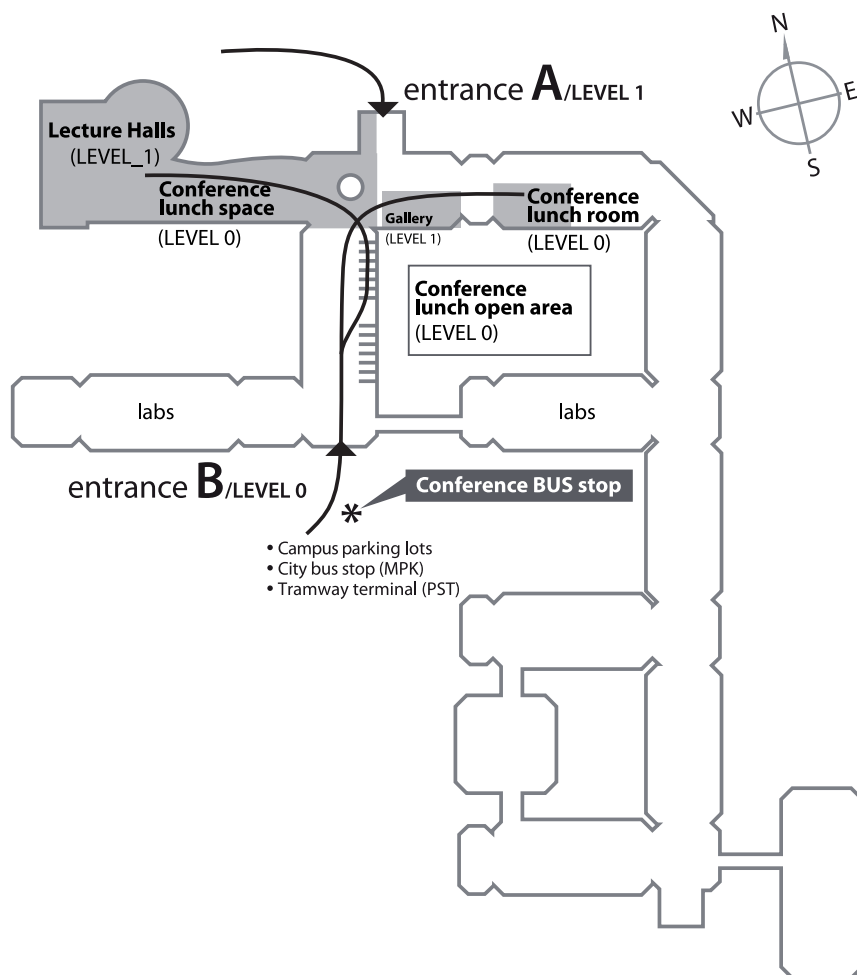 entrance A/LEVEL 1
N
E
W
S
Lecture Halls
(LEVEL_1)
Conference
lunch space
(LEVEL 0)
Gallery
(LEVEL 1)
Conference
lunch room
(LEVEL 0)
Conference
lunch open area
(LEVEL 0)
labs
labs
entrance B/LEVEL 0
Conference BUS stop
*
• Campus parking lots
• City bus stop (MPK)
• Tramway terminal (PST)